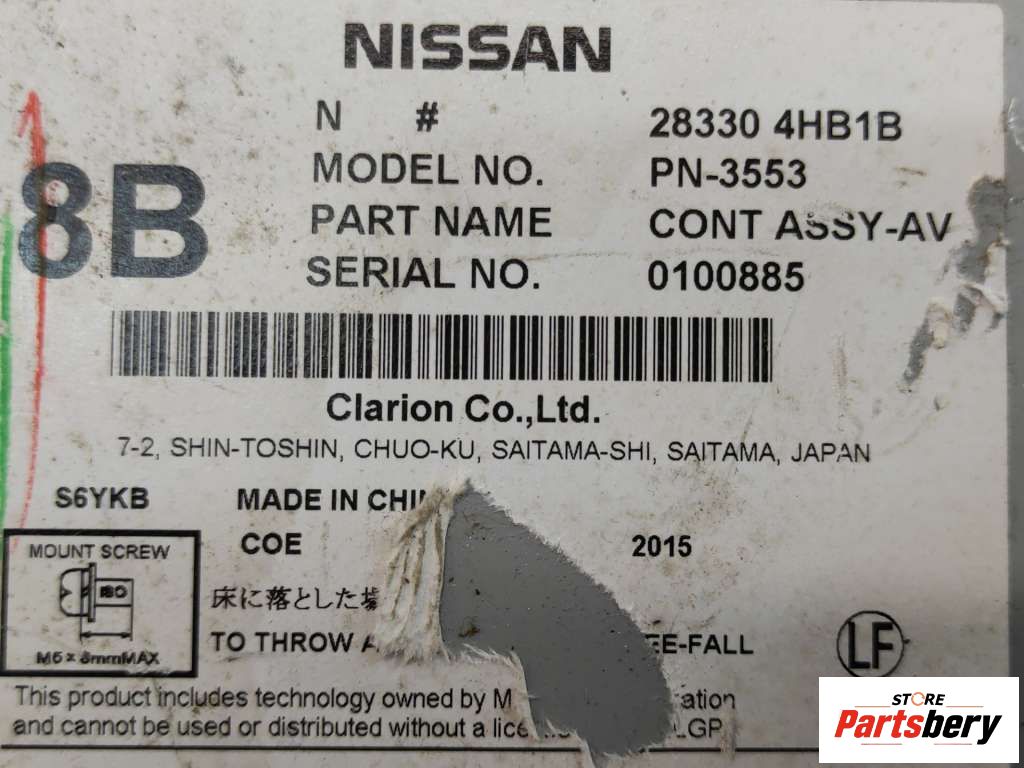 NISSAN
N # 28330 4HB1B
8B
MODEL NO. PN-3553
PART NAME CONT ASSY-AV
SERIAL NO. 0100885
Clarion Co.,Ltd.
7-2, SHIN-TOSHIN, CHUO-KU, SAITAMA-SHI, SAITAMA, JAPAN
S6YKB MADE IN
COE 2015
MOUNT SCREW
ISO
M5 x 8mmMAX
床に落とした場
TO THROW EE-FALL
LF
This product includes technology owned by M ation
and cannot be used or distributed without a LGP
STORE
Partsbery